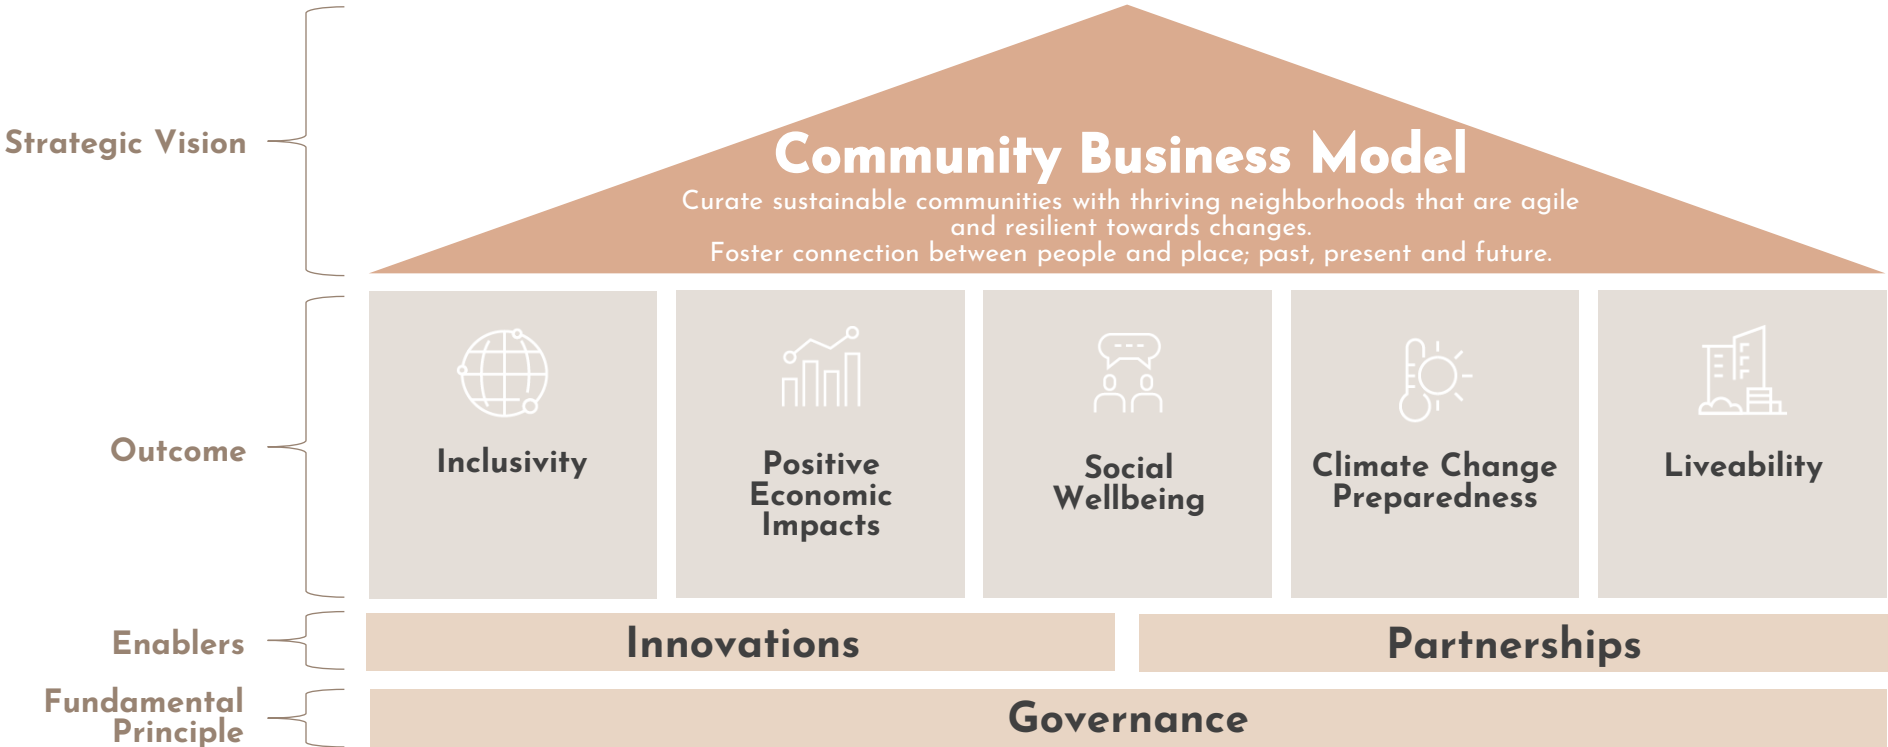 Strategic Vision
Community Business Model
Curate sustainable communities with thriving neighborhoods that are agile
and resilient towards changes.
Foster connection between people and place; past, present and future.
Outcome
Inclusivity
Positive
Economic
Impacts
Social
Wellbeing
Climate Change
Preparedness
Liveability
Enablers
Innovations
Partnerships
Fundamental
Principle
Governance